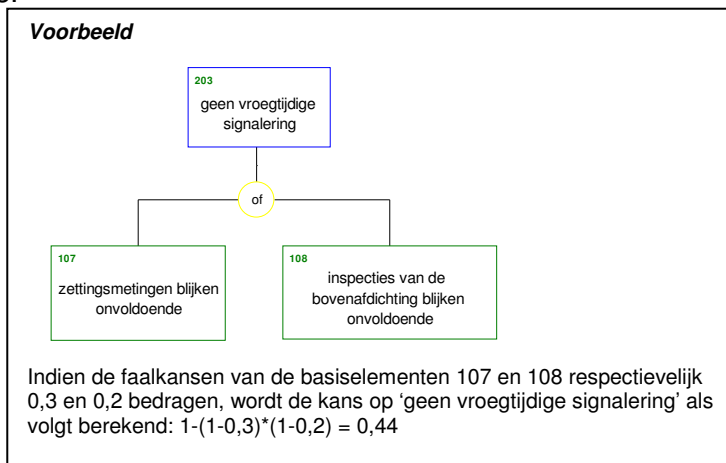 Voorbeeld
203
geen vroegtijdige
signalering
of
107
zettingsmetingen blijken
onvoldoende
108
inspecties van de
bovenafdichting blijken
onvoldoende
Indien de faalkansen van de basiselementen 107 en 108 respectievelijk
0,3 en 0,2 bedragen, wordt de kans op ‘geen vroegtijdige signalering’ als
volgt berekend: 1-(1-0,3)*(1-0,2) = 0,44